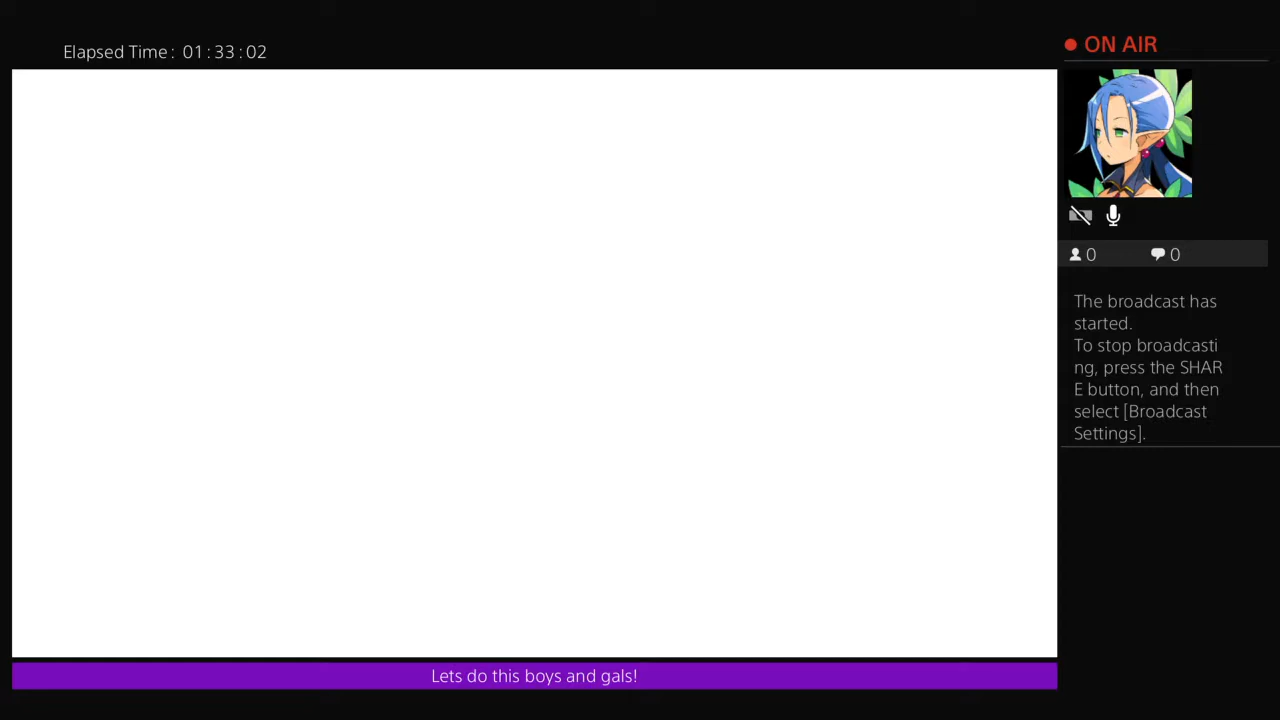 Elapsed Time: 01:33:02
ON AIR
0 0
The broadcast has
started.
To stop broadcasti
ng, press the SHAR
E button, and then
select [Broadcast
Settings].
Lets do this boys and gals!